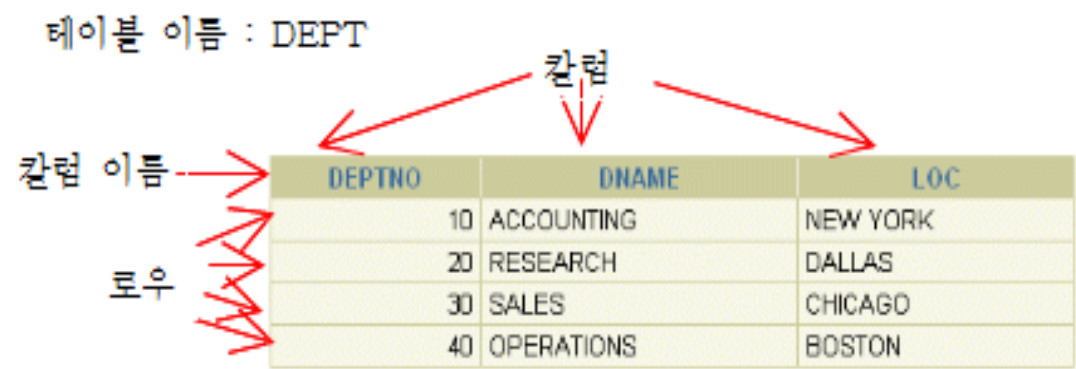 테이블 이름 : DEPT
칼럼
칼럼 이름
DEPTNO DNAME LOC
10 ACCOUNTING NEW YORK
20 RESEARCH DALLAS
로우
30 SALES CHICAGO
40 OPERATIONS BOSTON